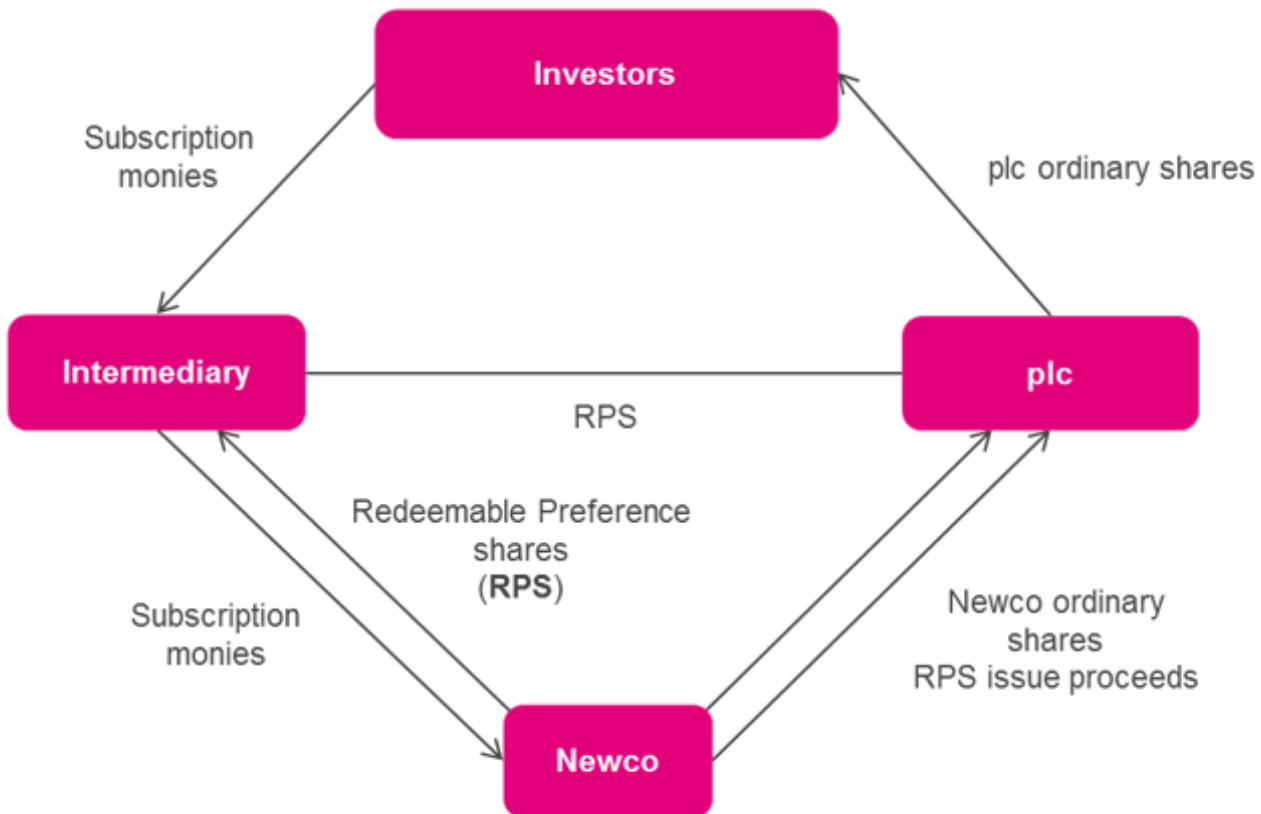 Investors
Subscription
monies
plc ordinary shares
Intermediary
plc
RPS
Redeemable Preference
shares
(RPS)
Subscription
monies
Newco ordinary
shares
RPS issue proceeds
Newco